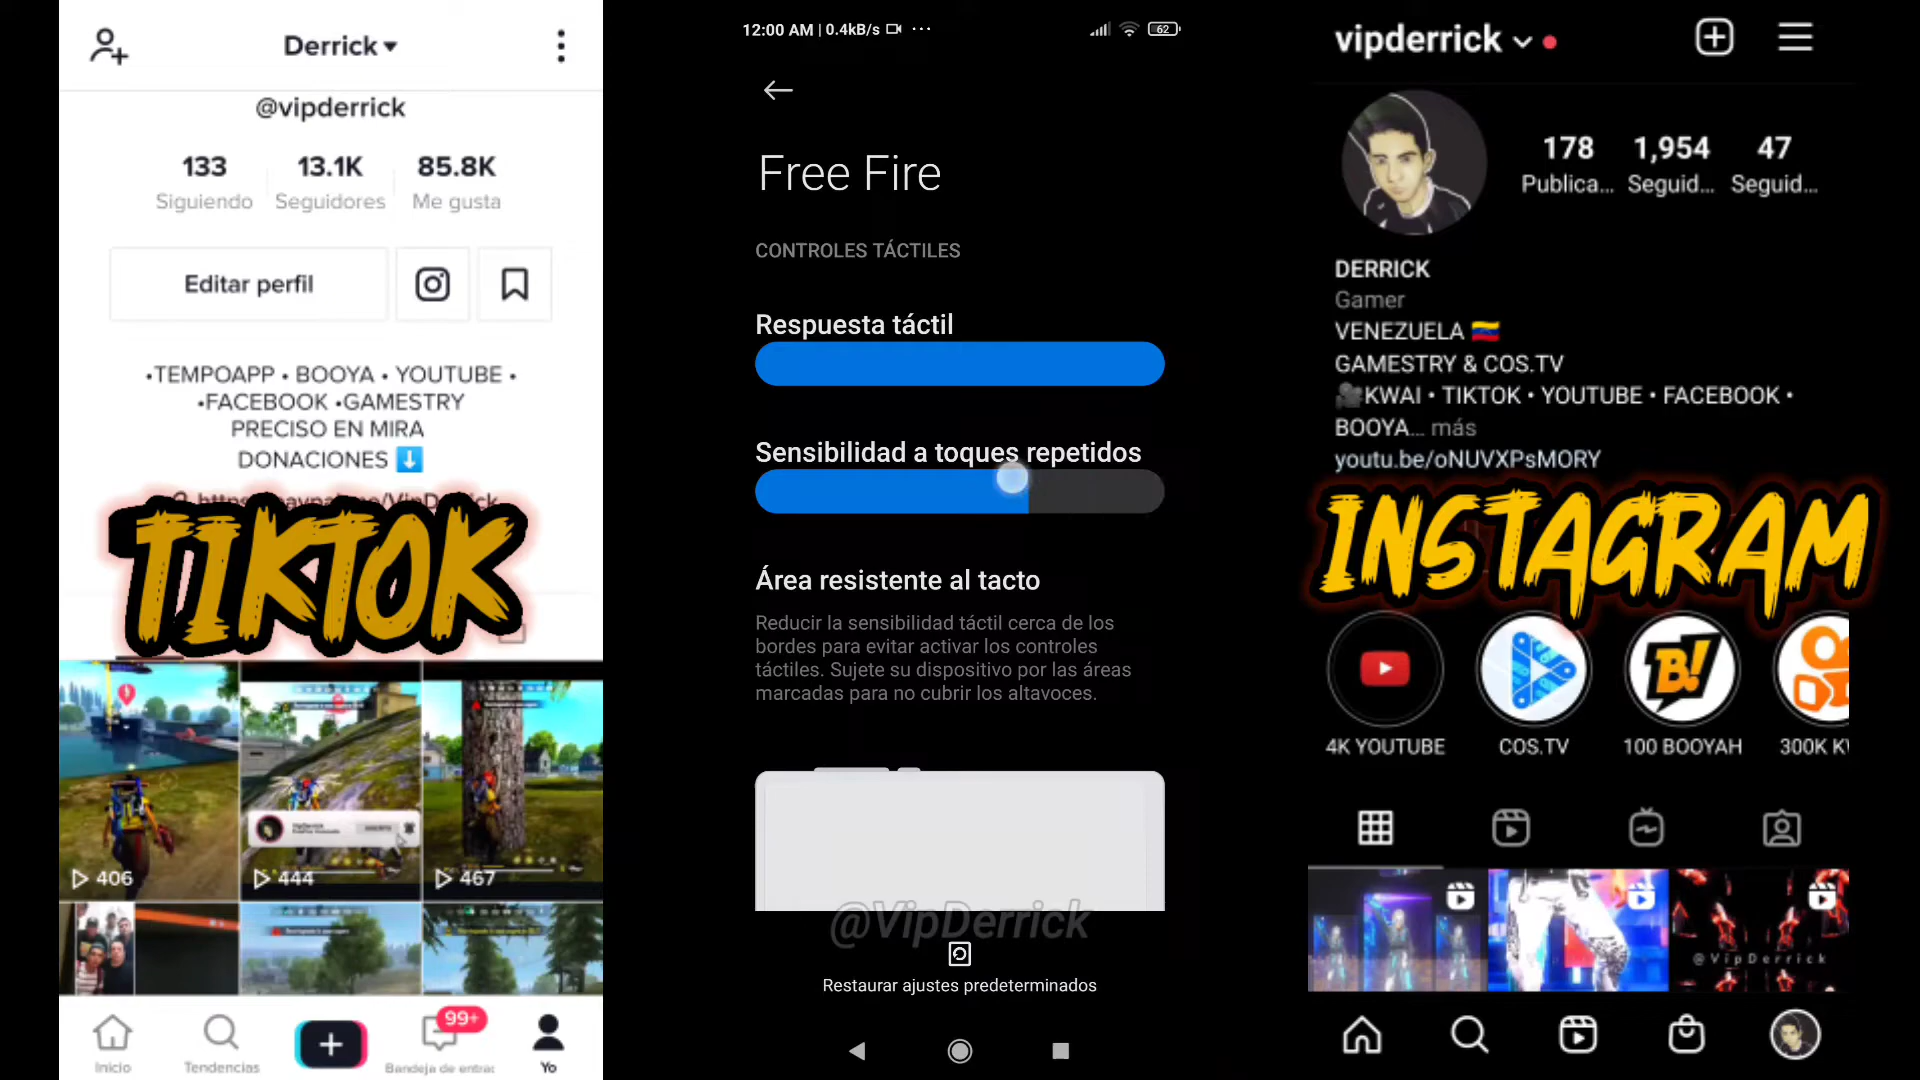 Derrick
@vipderrick
133 13.1K 85.8K
Siguiendo Seguidores Me gusta
Editar perfil
•TEMPOAPP • BOOYA • YOUTUBE •
•FACEBOOK •GAMESTRY
PRECISO EN MIRA
DONACIONES
TIKTOK
406 444 467
99+
Inicio Tendencias Bandeja de entrac Yo
12:00 AM | 0.4kB/s ...
62
Free Fire
CONTROLES TÁCTILES
Respuesta táctil
Sensibilidad a toques repetidos
Área resistente al tacto
Reducir la sensibilidad táctil cerca de los
bordes para evitar activar los controles
táctiles. Sujete su dispositivo por las áreas
marcadas para no cubrir los altavoces.
@VipDerrick
Restaurar ajustes predeterminados
vipderrick
178 1,954 47
Publica... Seguid... Seguid...
DERRICK
Gamer
VENEZUELA 🇻🇪
GAMESTRY & COS.TV
🎥KWAI • TIKTOK • YOUTUBE • FACEBOOK •
BOOYA... más
youtu.be/oNUVXPsMORY
INSTAGRAM
B!
4K YOUTUBE COS.TV 100 BOOYAH 300K
@VipDerrick